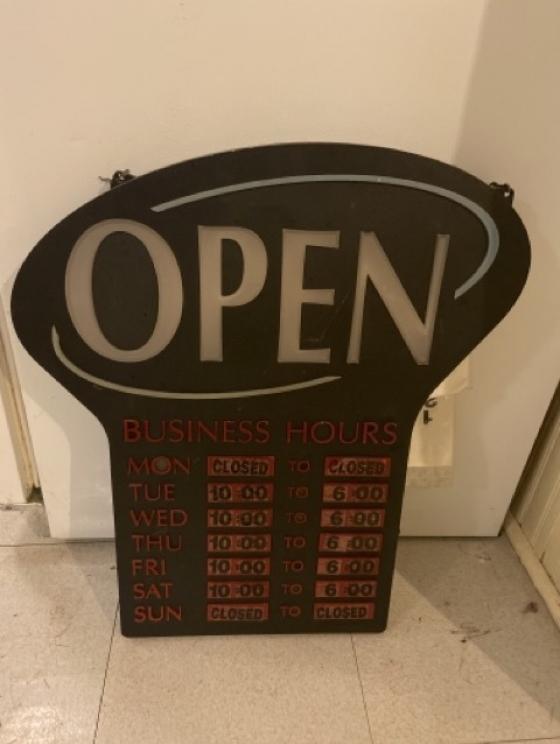 OPEN
BUSINESS HOURS
MON CLOSED TO CLOSED
TUE 10:00 TO 6:00
WED 10:00 TO 6:00
THU 10:00 TO 6:00
FRI 10:00 TO 6:00
SAT 10:00 TO 6:00
SUN CLOSED TO CLOSED